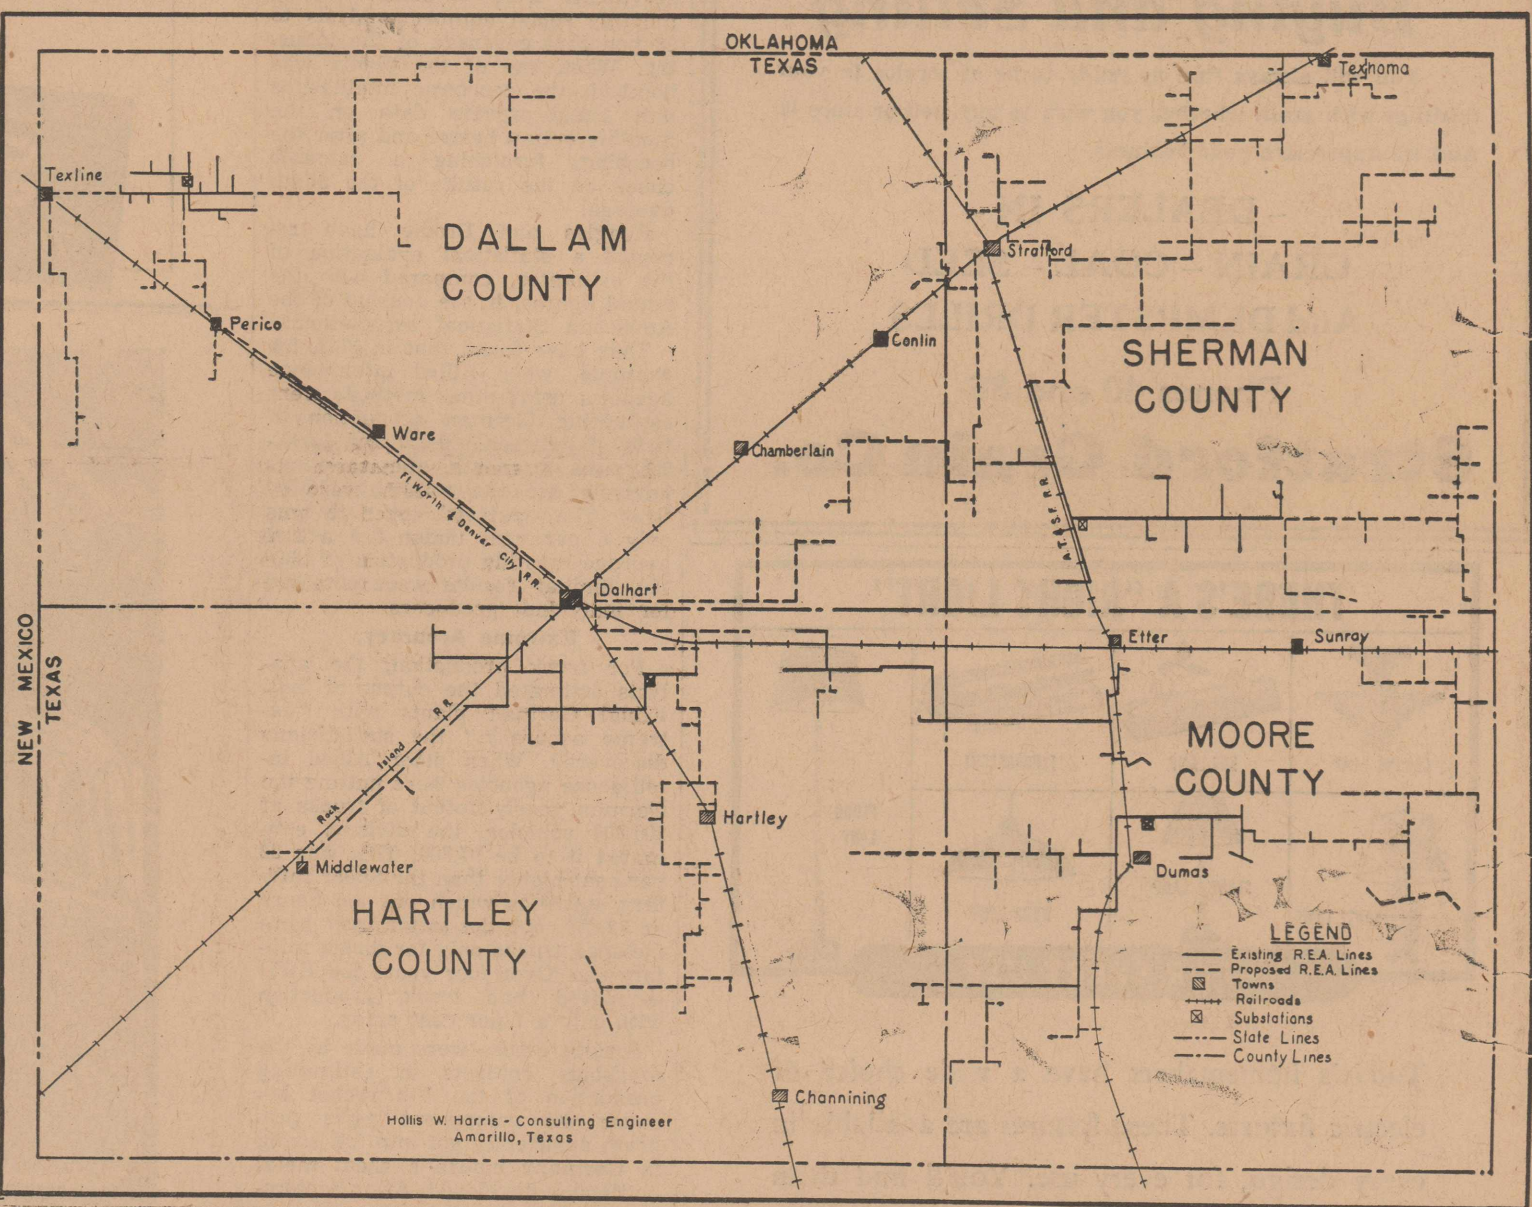 OKLAHOMA
TEXAS
Texhoma
Texline
DALLAM
COUNTY
Stratford
Perico
Conlin
SHERMAN
COUNTY
Ware
Chamberlain
Ft Worth & Denver City R.R.
A.T.&S.F. R.R.
Dalhart
NEW MEXICO
TEXAS
Etter
Sunray
Rock Island R.R.
MOORE
COUNTY
Hartley
Middlewater
Dumas
HARTLEY
COUNTY
LEGEND
Existing R.E.A. Lines
Proposed R.E.A. Lines
Towns
Railroads
Substations
State Lines
County Lines
Channining
Hollis W. Harris - Consulting Engineer
Amarillo, Texas